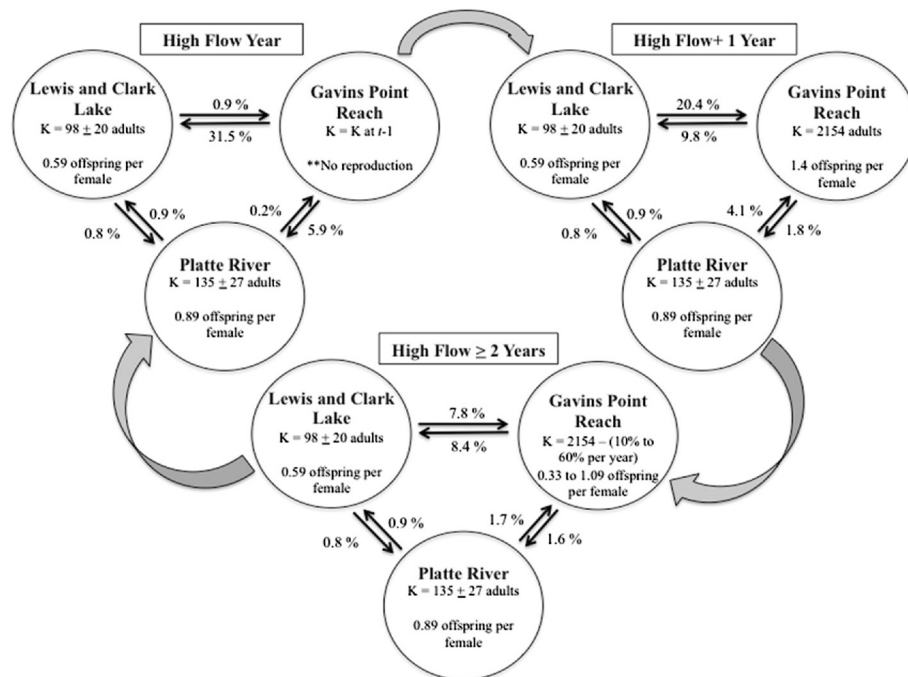 High Flow Year
Lewis and Clark
Lake
K = 98 ± 20 adults
0.59 offspring per
female
0.9 %
31.5 %
Gavins Point
Reach
K = K at t-1
**No reproduction
0.9 %
0.8 %
0.2%
5.9 %
Platte River
K = 135 ± 27 adults
0.89 offspring per
female
High Flow+ 1 Year
Lewis and Clark
Lake
K = 98 ± 20 adults
0.59 offspring per
female
20.4 %
9.8 %
Gavins Point
Reach
K = 2154 adults
1.4 offspring per
female
0.9 %
0.8 %
4.1 %
1.8 %
Platte River
K = 135 ± 27 adults
0.89 offspring per
female
High Flow ≥ 2 Years
Lewis and Clark
Lake
K = 98 ± 20 adults
0.59 offspring per
female
7.8 %
8.4 %
Gavins Point
Reach
K = 2154 – (10% to
60% per year)
0.33 to 1.09 offspring
per female
0.9 %
0.8 %
1.7 %
1.6 %
Platte River
K = 135 ± 27 adults
0.89 offspring per
female